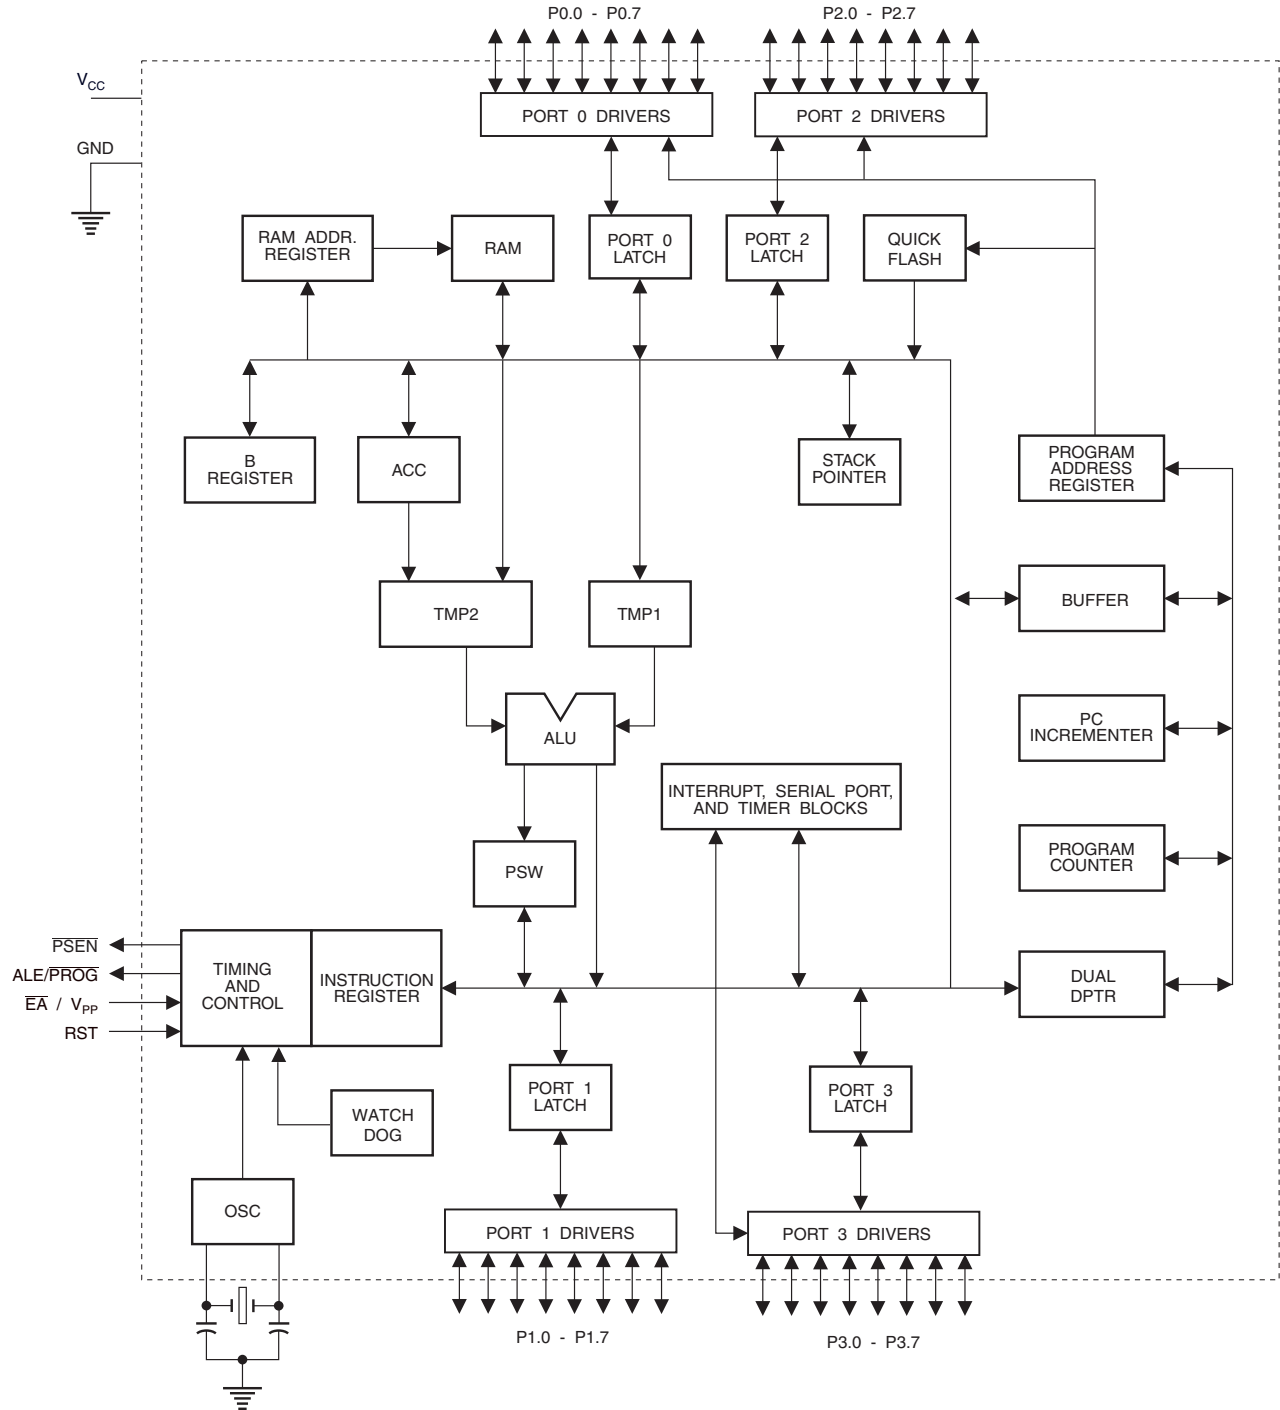 P0.0 - P0.7
P2.0 - P2.7
VCC
GND
PORT 0 DRIVERS
PORT 2 DRIVERS
RAM ADDR.
REGISTER
RAM
PORT 0
LATCH
PORT 2
LATCH
QUICK
FLASH
B
REGISTER
ACC
STACK
POINTER
PROGRAM
ADDRESS
REGISTER
TMP2
TMP1
BUFFER
ALU
PC
INCREMENTER
INTERRUPT, SERIAL PORT,
AND TIMER BLOCKS
PSW
PROGRAM
COUNTER
PSEN
ALE/PROG
EA / VPP
RST
TIMING
AND
CONTROL
INSTRUCTION
REGISTER
DUAL
DPTR
WATCH
DOG
PORT 1
LATCH
PORT 3
LATCH
OSC
PORT 1 DRIVERS
PORT 3 DRIVERS
P1.0 - P1.7
P3.0 - P3.7